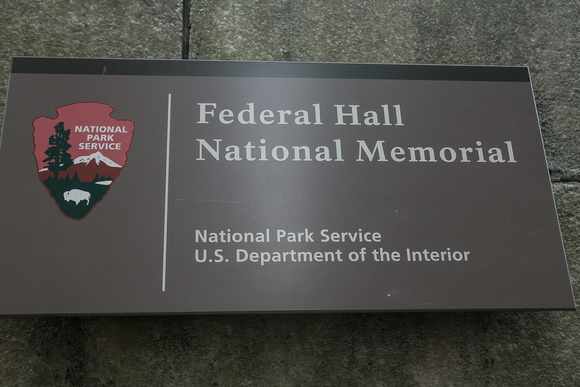 NATIONAL
PARK
SERVICE
Federal Hall
National Memorial
National Park Service
U.S. Department of the Interior